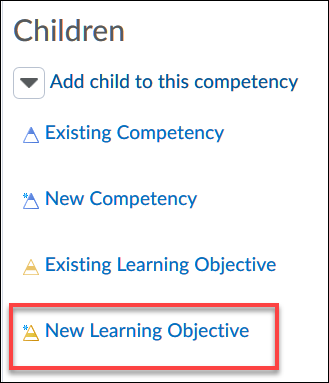 Children
Add child to this competency
Existing Competency
New Competency
Existing Learning Objective
New Learning Objective